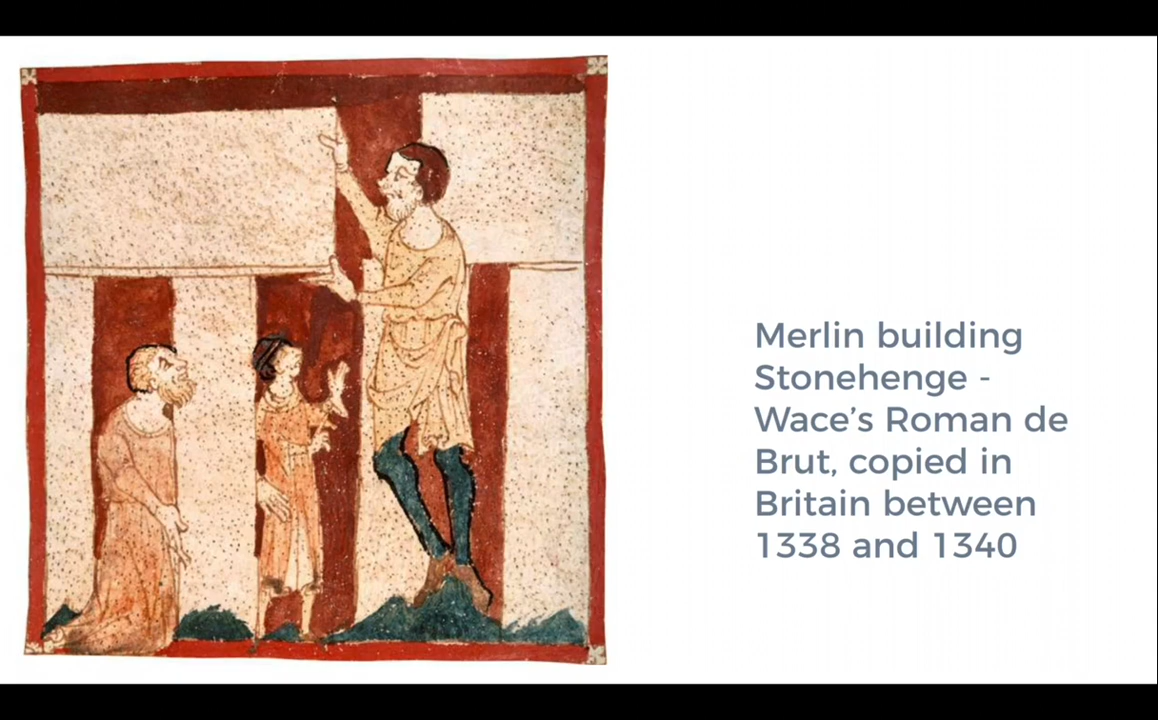 Merlin building
Stonehenge -
Wace’s Roman de
Brut, copied in
Britain between
1338 and 1340